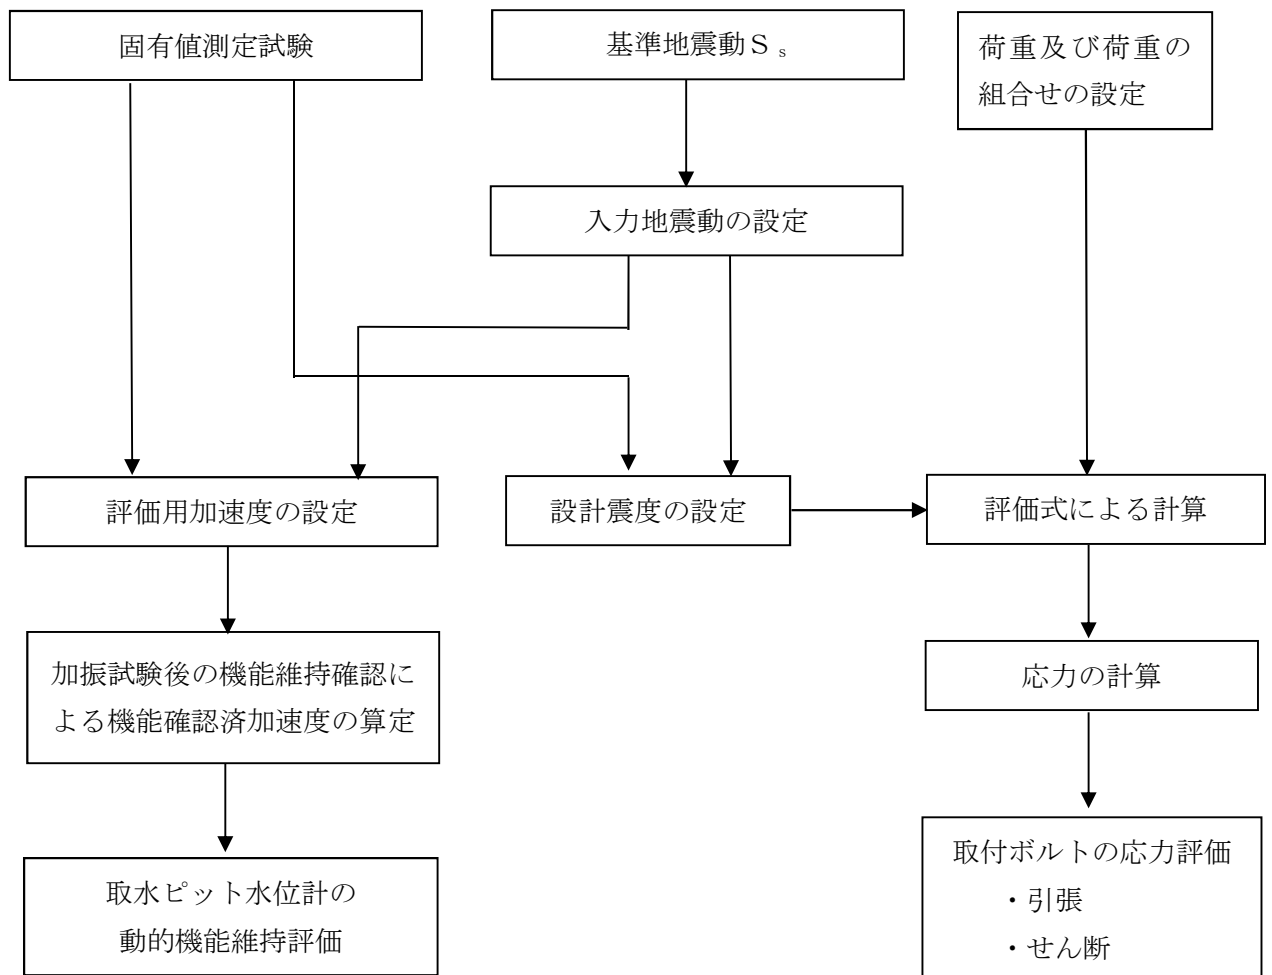 固有値測定試験
基準地震動Ｓs
荷重及び荷重の
組合せの設定
入力地震動の設定
評価用加速度の設定
設計震度の設定
評価式による計算
加振試験後の機能維持確認に
よる機能確認済加速度の算定
応力の計算
取水ピット水位計の
動的機能維持評価
取付ボルトの応力評価
・引張
・せん断